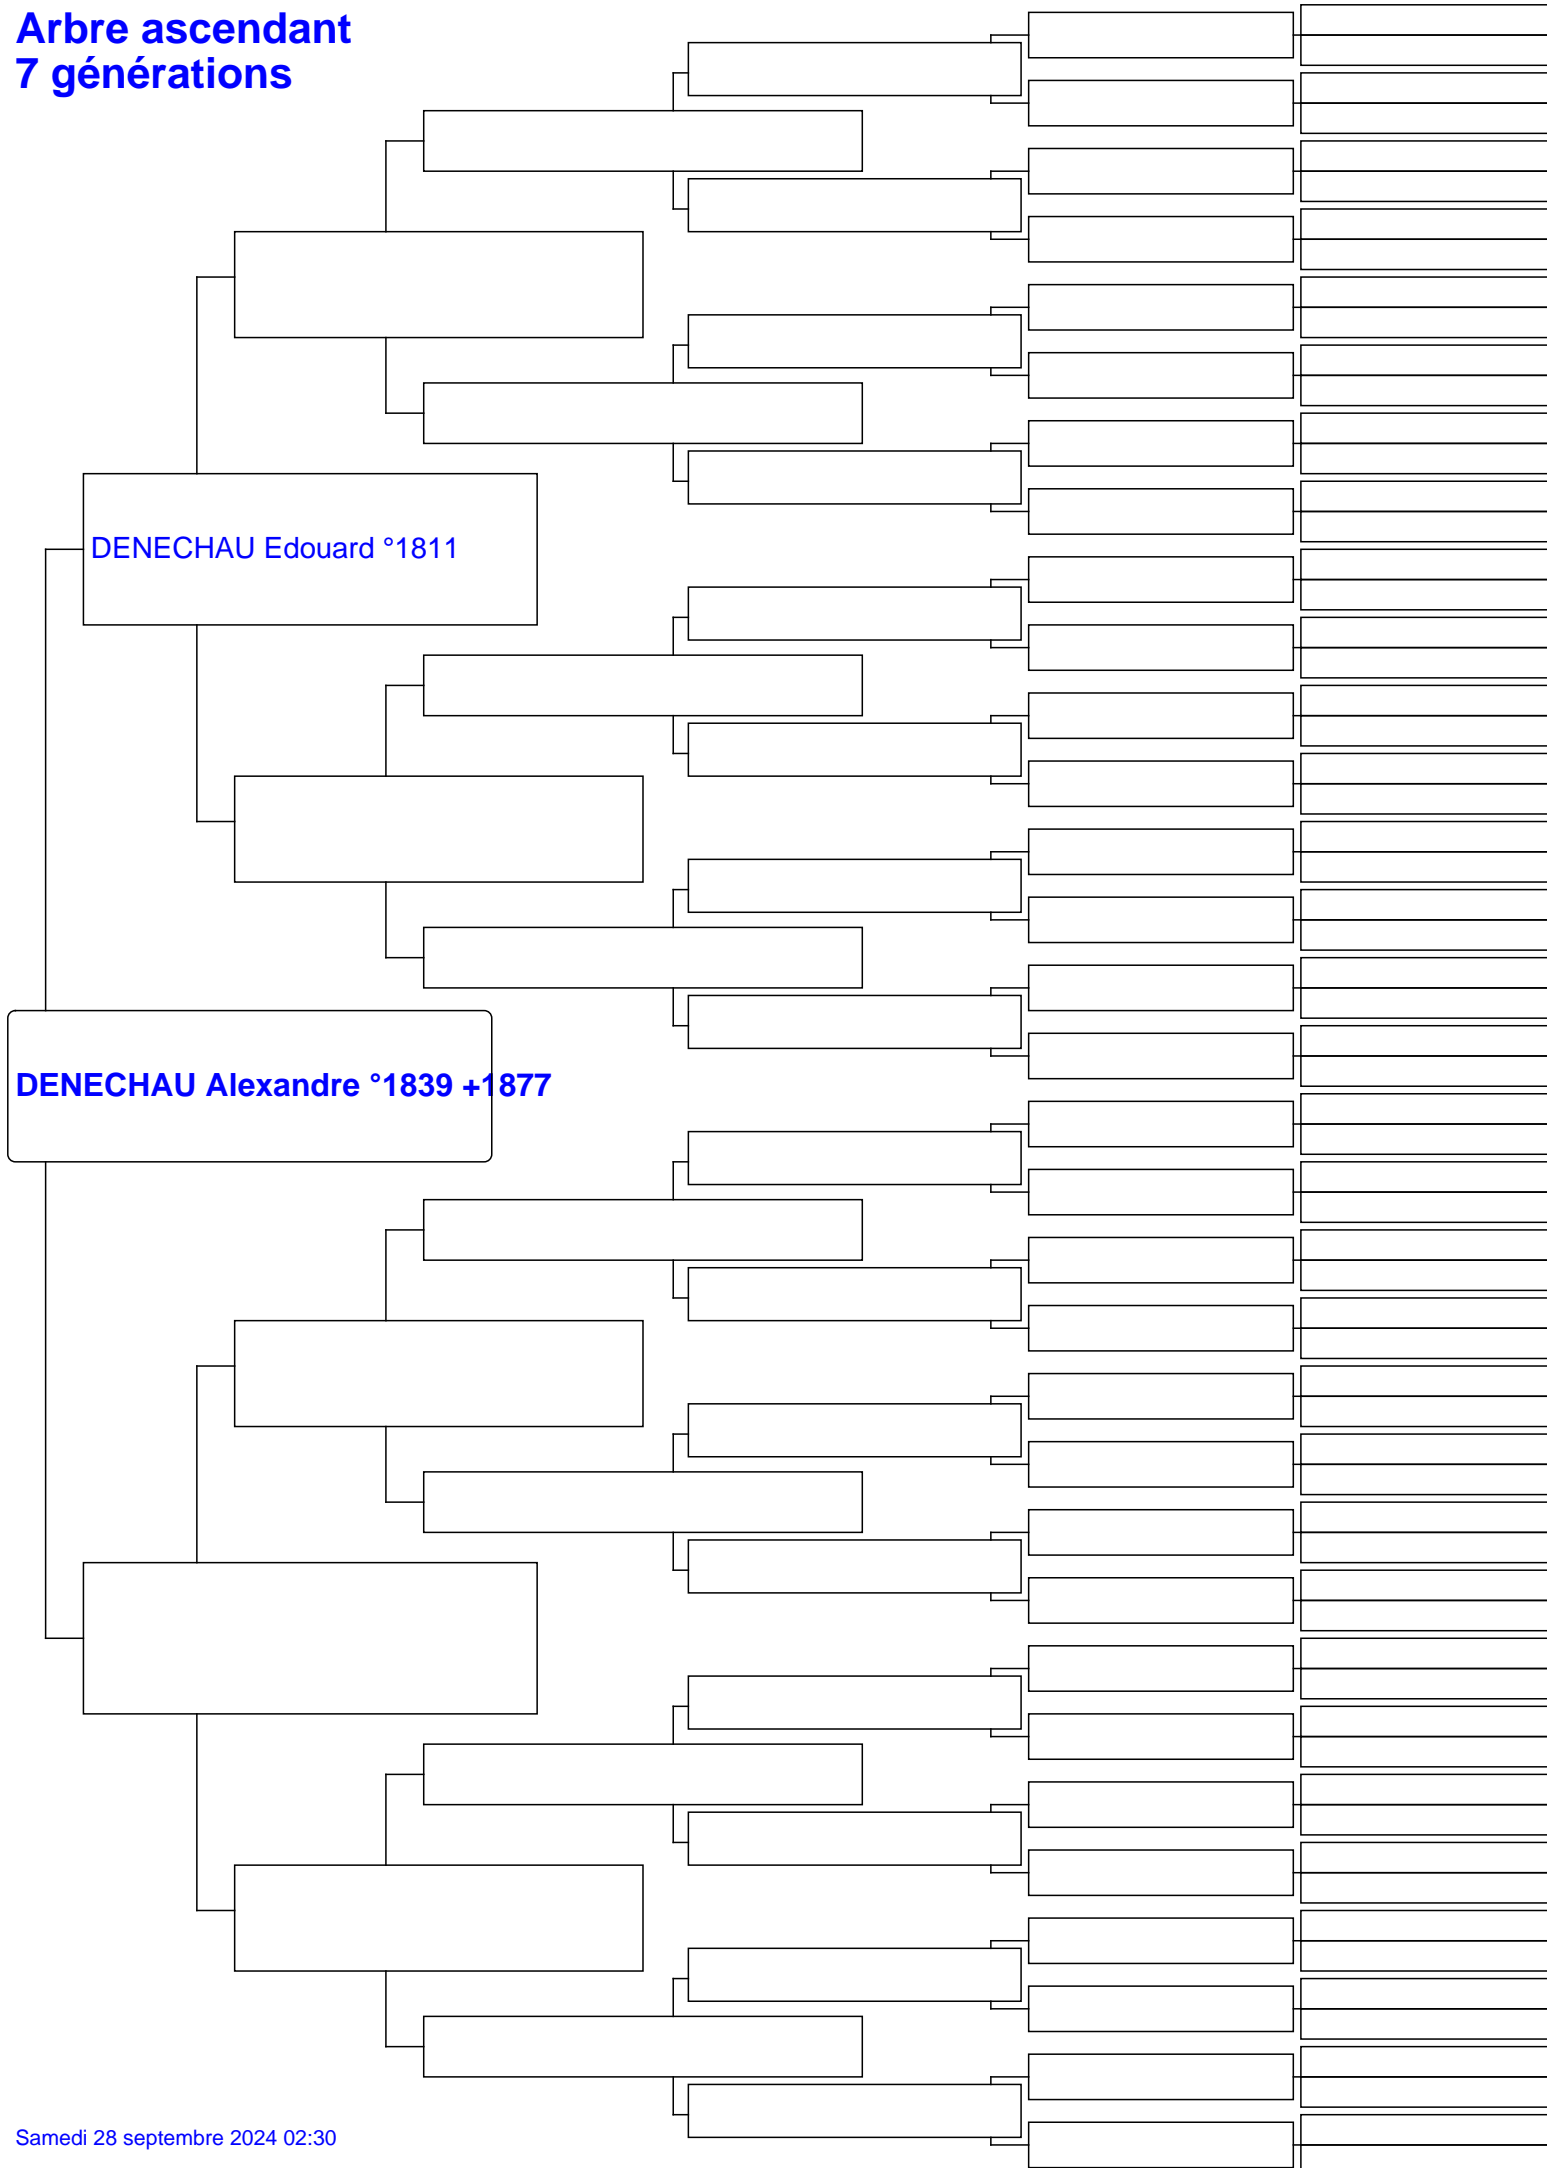 Arbre ascendant
7 générations
DENECHAU Edouard °1811
DENECHAU Alexandre °1839 +1877
Samedi 28 septembre 2024 02:30